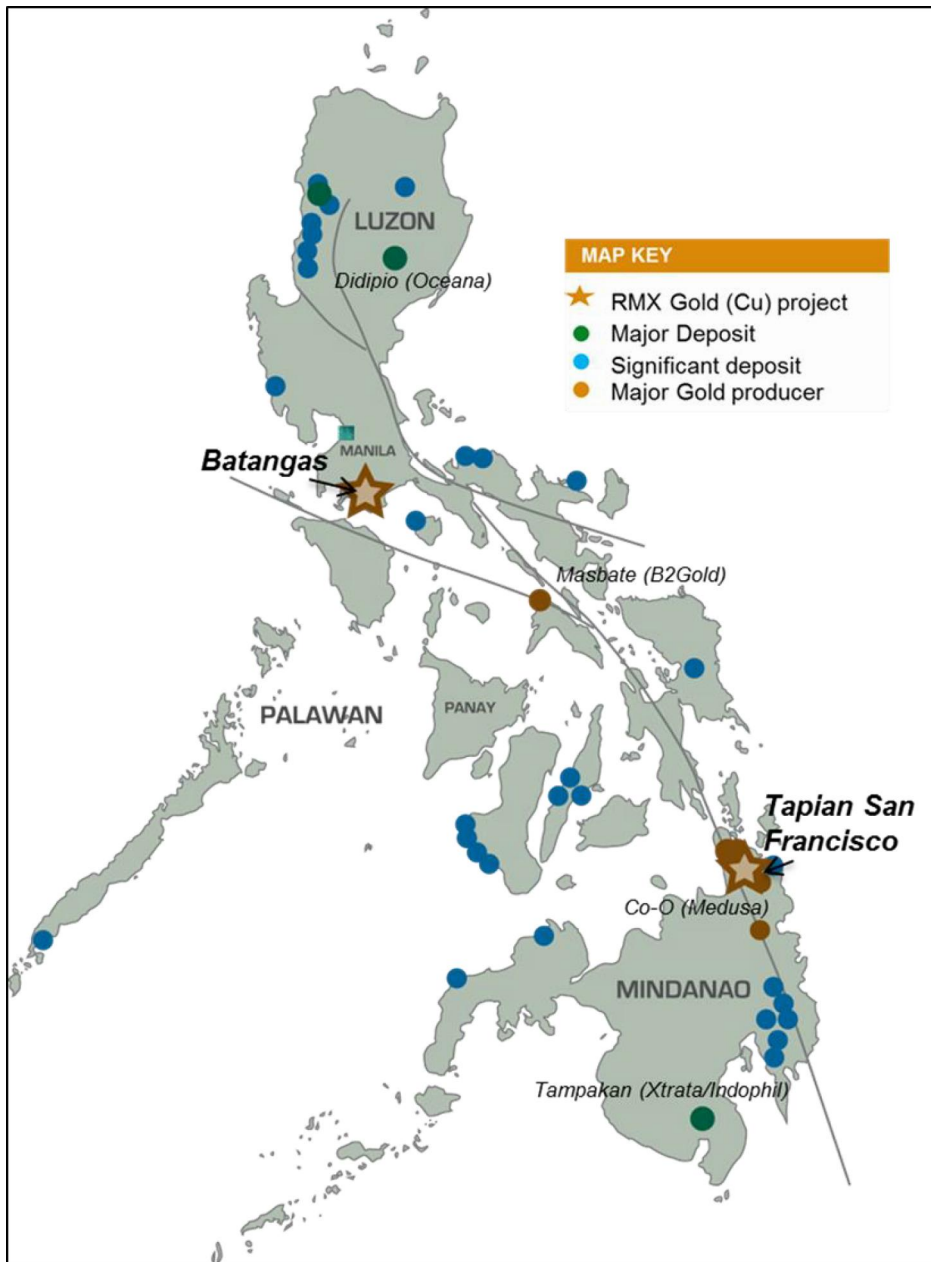 LUZON
Didipio (Oceana)
MAP KEY
RMX Gold (Cu) project
Major Deposit
Significant deposit
Major Gold producer
MANILA
Batangas
Masbate (B2Gold)
PALAWAN
PANAY
Tapian San
Francisco
Co-O (Medusa)
MINDANAO
Tampakan (Xtrata/Indophil)